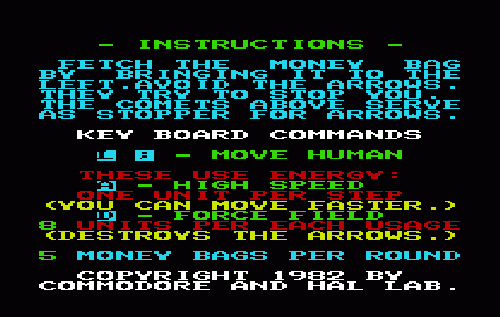 - INSTRUCTIONS -
FETCH THE MONEY BAG
BY BRINGING IT TO THE
LEFT.AVOID THE ARROWS.
THEY TRY TO STOP YOU.
THE COMETS ABOVE SERVE
AS STOPPER FOR ARROWS.
KEY BOARD COMMANDS
- MOVE HUMAN
THESE USE ENERGY:
A - HIGH SPEED
ONE UNIT PER STEP
(YOU CAN MOVE FASTER.)
D - FORCE FIELD
8 UNITS PER EACH USAGE
(DESTROYS THE ARROWS.)
5 MONEY BAGS PER ROUND
COPYRIGHT 1982 BY
COMMODORE AND HAL LAB.